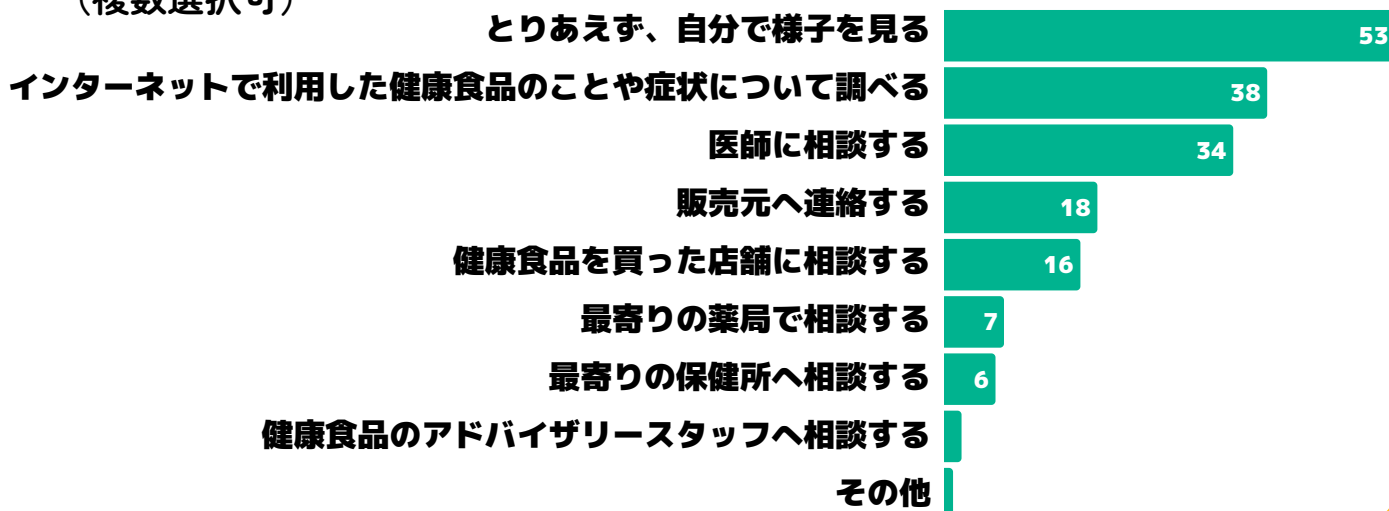 （複数選択可）
とりあえず、自分で様子を見る 53
インターネットで利用した健康食品のことや症状について調べる 38
医師に相談する 34
販売元へ連絡する 18
健康食品を買った店舗に相談する 16
最寄りの薬局で相談する 7
最寄りの保健所へ相談する 6
健康食品のアドバイザリースタッフへ相談する
その他